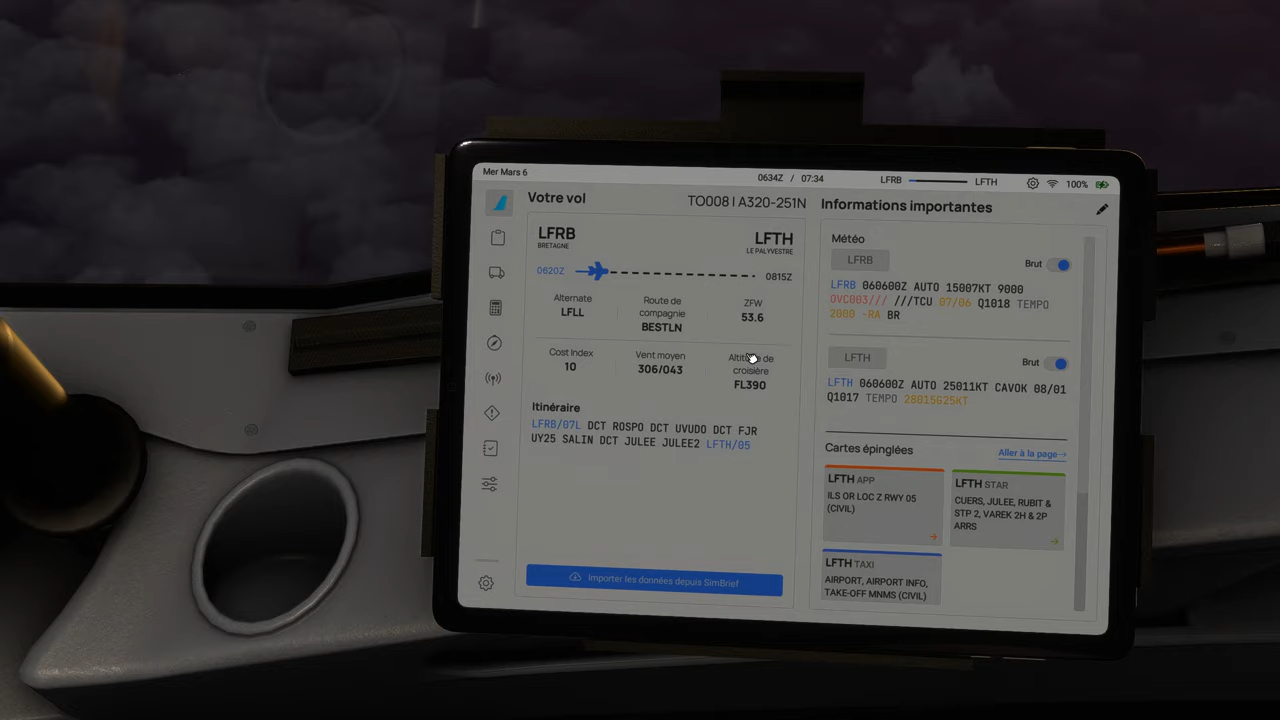 Mer Mars 6
0634Z / 07:34
LFRB LFTH
100%
Votre vol
TO008 | A320-251N
LFRB
BRETAGNE
LFTH
LE PALYVESTRE
0620Z
0815Z
Alternate
LFLL
Route de
compagnie
BESTLN
ZFW
53.6
Cost Index
10
Vent moyen
306/043
Altitude de
croisière
FL390
Itinéraire
LFRB/07L DCT ROSPO DCT UVUDO DCT FJR
UY25 SALIN DCT JULEE JULEE2 LFTH/05
Importer les données depuis SimBrief
Informations importantes
Météo
LFRB
Brut
LFRB 060600Z AUTO 15007KT 9000
OVC003/// ///TCU 07/06 Q1018 TEMPO
2000 -RA BR
LFTH
Brut
LFTH 060600Z AUTO 25011KT CAVOK 08/01
Q1017 TEMPO 28015G25KT
Cartes épinglées
Aller à la page→
LFTH APP
ILS OR LOC Z RWY 05
(CIVIL)
→
LFTH STAR
CUERS, JULEE, RUBIT &
STP 2, VAREK 2H & 2P
ARRS
→
LFTH TAXI
AIRPORT, AIRPORT INFO,
TAKE-OFF MNMS (CIVIL)